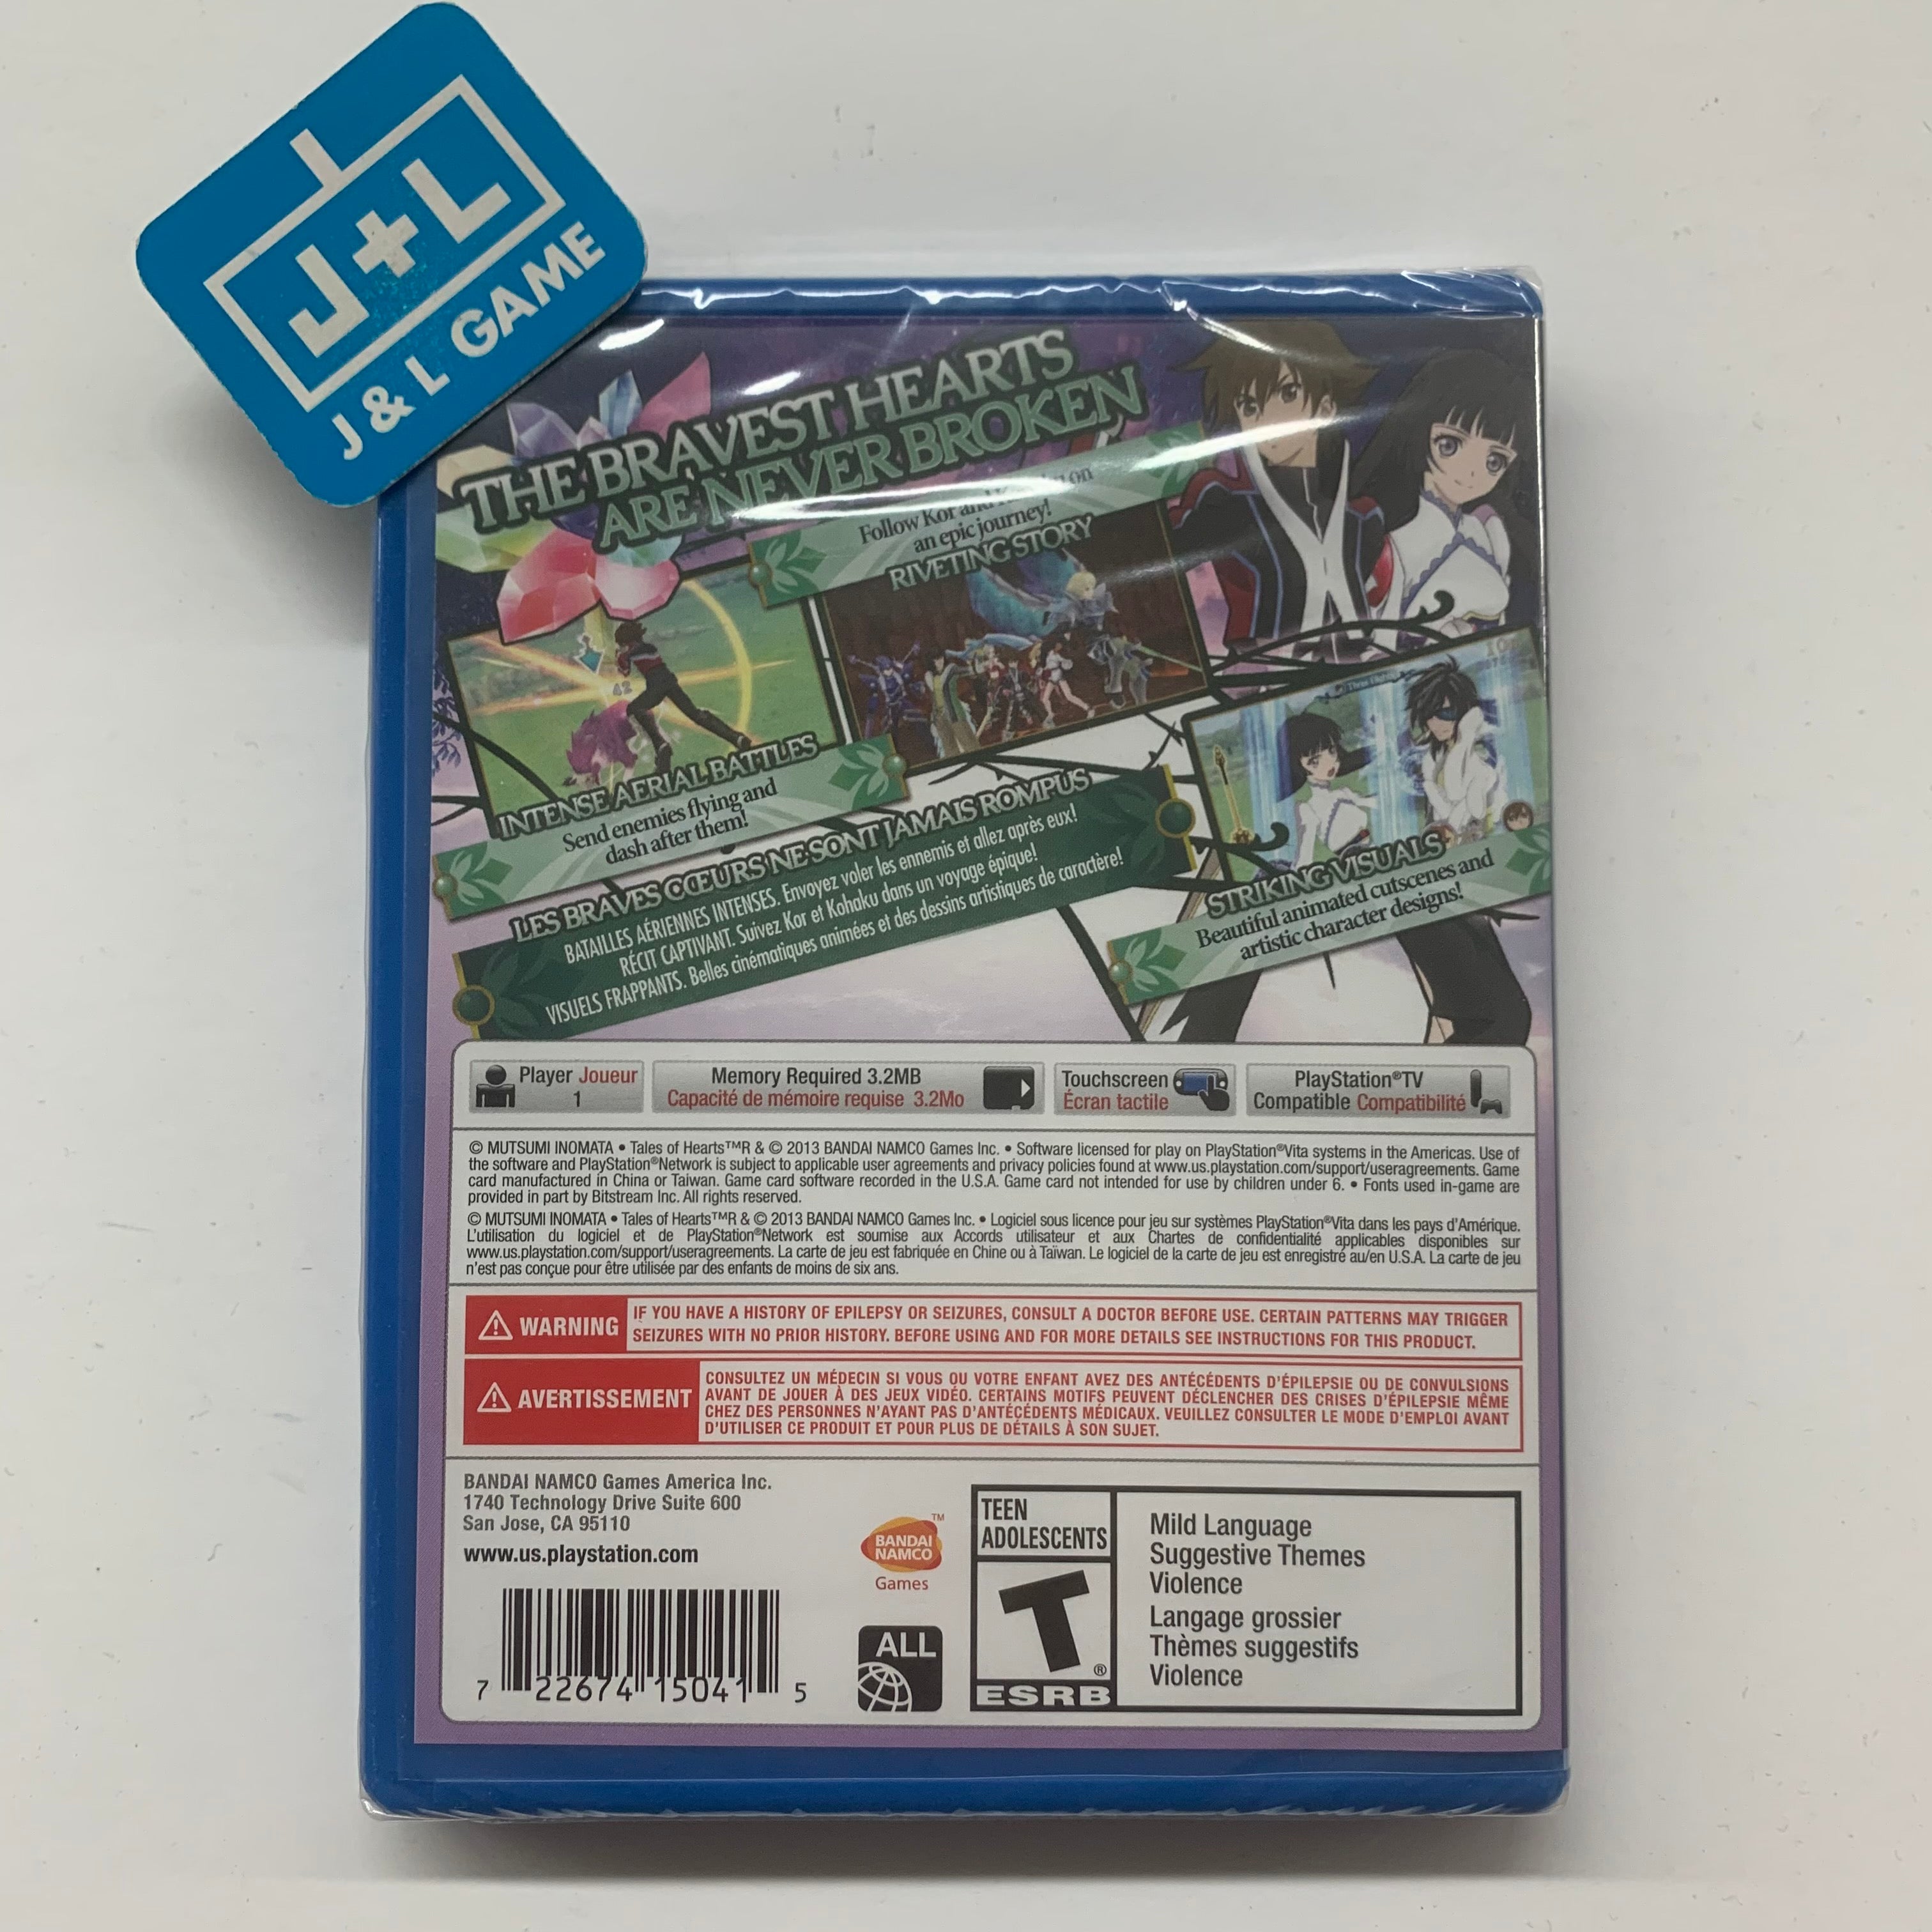 J+L
J & L GAME
THE BRAVEST HEARTS
ARE NEVER BROKEN
Follow Kor and on
an epic journey!
RIVETING STORY
42
INTENSE AERIAL BATTLES
Send enemies flying and
dash after them!
LES BRAVES CŒURS NE SONT JAMAIS ROMPUS
BATAILLES AÉRIENNES INTENSES. Envoyez voler les ennemis et allez après eux!
RÉCIT CAPTIVANT. Suivez Kor et Kohaku dans un voyage épique!
VISUELS FRAPPANTS. Belles cinématiques animées et des dessins artistiques de caractère!
STRIKING VISUALS
Beautiful animated cutscenes and
artistic character designs!
Player Joueur
1
Memory Required 3.2MB
Capacité de mémoire requise 3.2Mo
Touchscreen
Écran tactile
PlayStation®TV
Compatible Compatibilité
© MUTSUMI INOMATA • Tales of Hearts™R & © 2013 BANDAI NAMCO Games Inc. • Software licensed for play on PlayStation®Vita systems in the Americas. Use of
the software and PlayStation®Network is subject to applicable user agreements and privacy policies found at www.us.playstation.com/support/useragreements. Game
card manufactured in China or Taiwan. Game card software recorded in the U.S.A. Game card not intended for use by children under 6. • Fonts used in-game are
provided in part by Bitstream Inc. All rights reserved.
© MUTSUMI INOMATA • Tales of Hearts™R & © 2013 BANDAI NAMCO Games Inc. • Logiciel sous licence pour jeu sur systèmes PlayStation®Vita dans les pays d'Amérique.
L'utilisation du logiciel et de PlayStation®Network est soumise aux Accords utilisateur et aux Chartes de confidentialité applicables disponibles sur
www.us.playstation.com/support/useragreements. La carte de jeu est fabriquée en Chine ou à Taïwan. Le logiciel de la carte de jeu est enregistré au/en U.S.A. La carte de jeu
n'est pas conçue pour être utilisée par des enfants de moins de six ans.
WARNING
IF YOU HAVE A HISTORY OF EPILEPSY OR SEIZURES, CONSULT A DOCTOR BEFORE USE. CERTAIN PATTERNS MAY TRIGGER
SEIZURES WITH NO PRIOR HISTORY. BEFORE USING AND FOR MORE DETAILS SEE INSTRUCTIONS FOR THIS PRODUCT.
AVERTISSEMENT
CONSULTEZ UN MÉDECIN SI VOUS OU VOTRE ENFANT AVEZ DES ANTÉCÉDENTS D'ÉPILEPSIE OU DE CONVULSIONS
AVANT DE JOUER À DES JEUX VIDÉO. CERTAINS MOTIFS PEUVENT DÉCLENCHER DES CRISES D'ÉPILEPSIE MÊME
CHEZ DES PERSONNES N'AYANT PAS D'ANTÉCÉDENTS MÉDICAUX. VEUILLEZ CONSULTER LE MODE D'EMPLOI AVANT
D'UTILISER CE PRODUIT ET POUR PLUS DE DÉTAILS À SON SUJET.
BANDAI NAMCO Games America Inc.
1740 Technology Drive Suite 600
San Jose, CA 95110
www.us.playstation.com
7 22674 15041 5
BANDAI
NAMCO
™
Games
ALL
TEEN
ADOLESCENTS
T
®
ESRB
Mild Language
Suggestive Themes
Violence
Langage grossier
Thèmes suggestifs
Violence